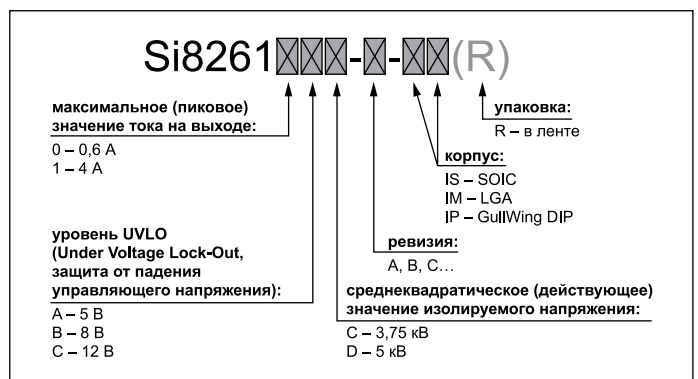 Si8261☒☒☒-☒-☒☒(R)
максимальное (пиковое)
значение тока на выходе:
0 – 0,6 А
1 – 4 А
упаковка:
R – в ленте
корпус:
IS – SOIC
IM – LGA
IP – GullWing DIP
уровень UVLO
(Under Voltage Lock-Out,
защита от падения
управляющего напряжения):
A – 5 В
B – 8 В
C – 12 В
ревизия:
A, B, C...
среднеквадратическое (действующее)
значение изолируемого напряжения:
C – 3,75 кВ
D – 5 кВ